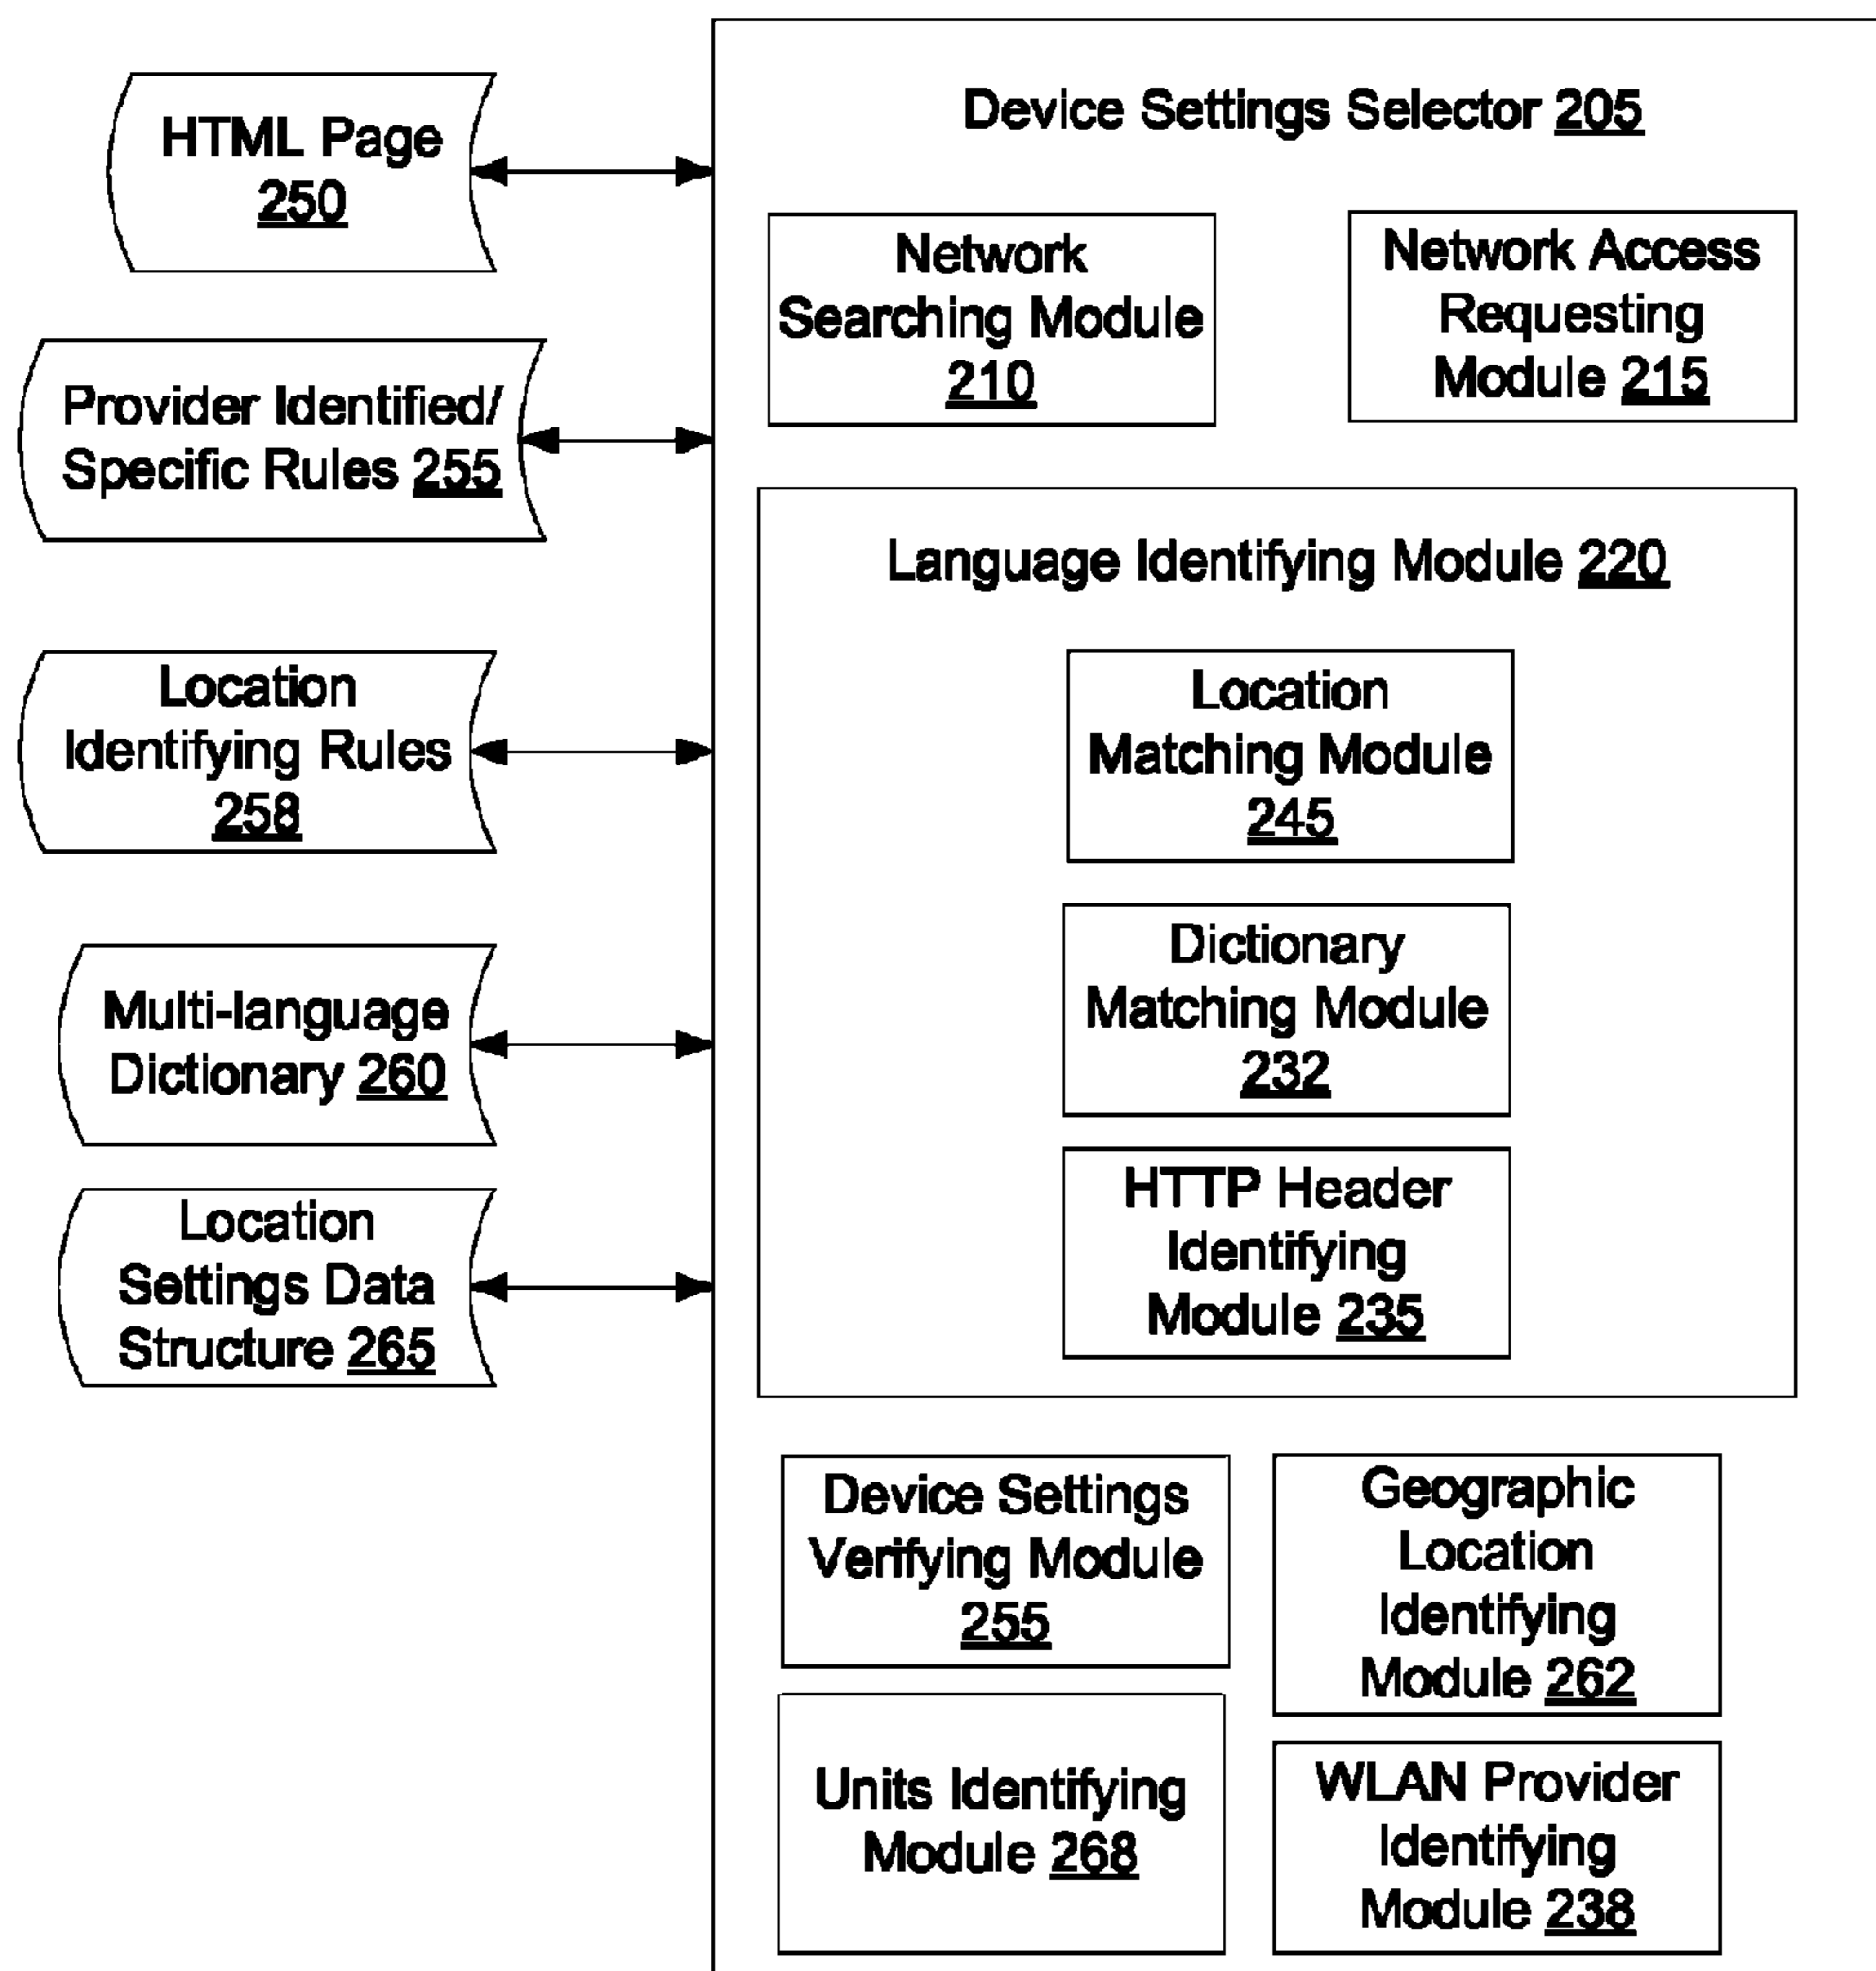 HTML Page
250
Provider Identified/
Specific Rules 255
Location
Identifying Rules
258
Multi-language
Dictionary 260
Location
Settings Data
Structure 265
Device Settings Selector 205
Network
Searching Module
210
Network Access
Requesting
Module 215
Language Identifying Module 220
Location
Matching Module
245
Dictionary
Matching Module
232
HTTP Header
Identifying
Module 235
Device Settings
Verifying Module
255
Geographic
Location
Identifying
Module 262
Units Identifying
Module 268
WLAN Provider
Identifying
Module 238